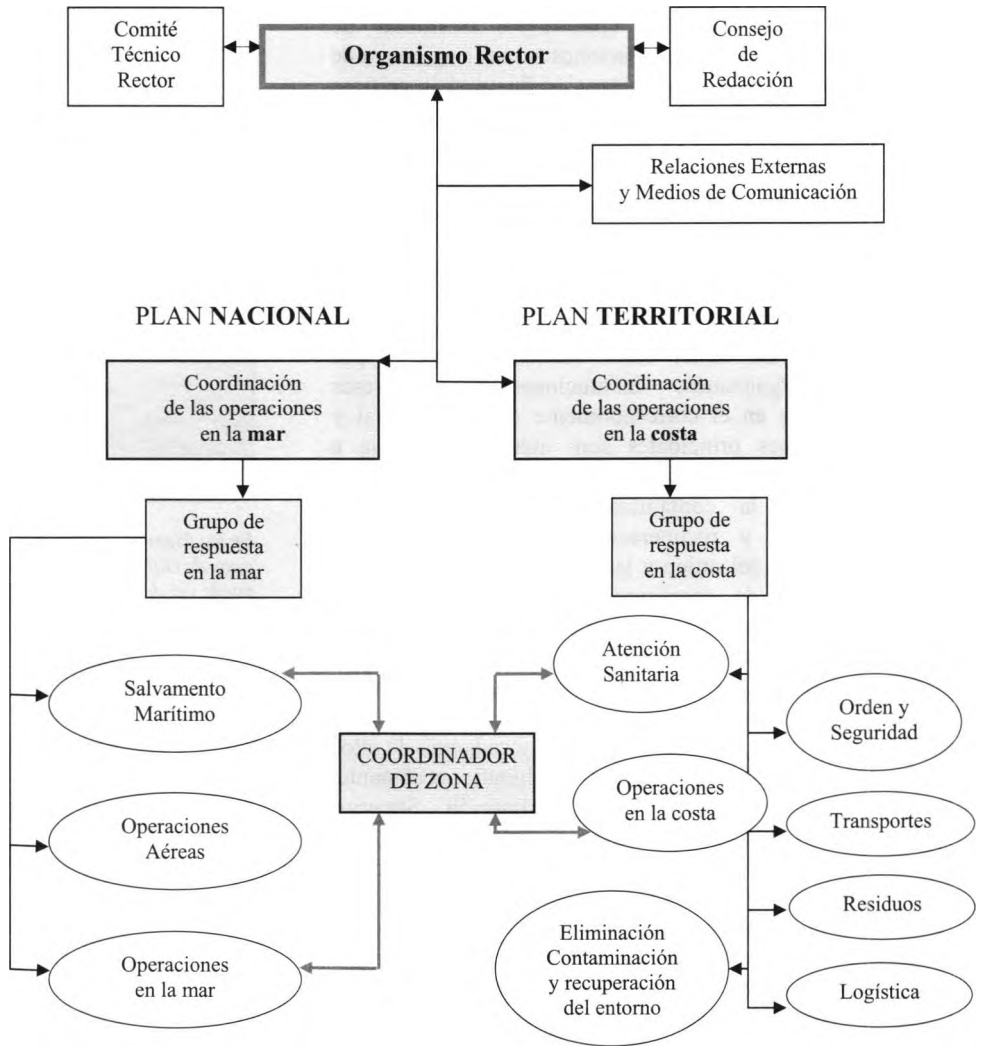 Comité
Técnico
Rector
Organismo Rector
Consejo
de
Redacción
Relaciones Externas
y Medios de Comunicación
PLAN NACIONAL
PLAN TERRITORIAL
Coordinación
de las operaciones
en la mar
Coordinación
de las operaciones
en la costa
Grupo de
respuesta
en la mar
Grupo de
respuesta
en la costa
Salvamento
Marítimo
Atención
Sanitaria
Orden y
Seguridad
COORDINADOR
DE ZONA
Operaciones
en la costa
Operaciones
Aéreas
Transportes
Residuos
Eliminación
Contaminación
y recuperación
del entorno
Operaciones
en la mar
Logística